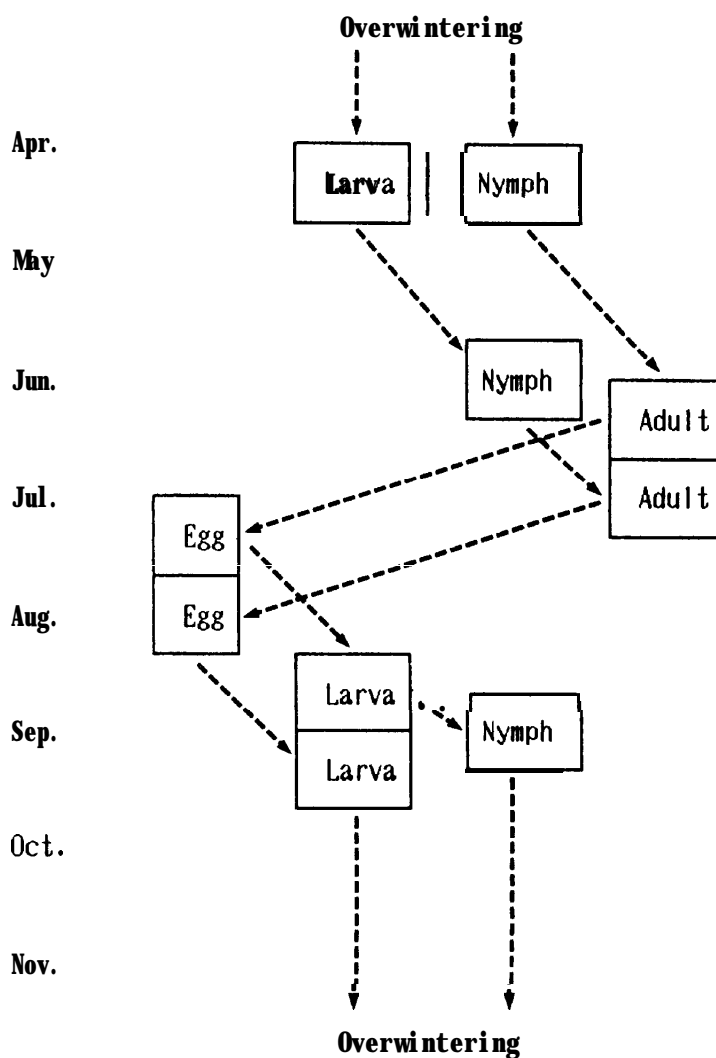 Overwintering
Apr.
Larva Nymph
May
Jun.
Nymph
Adult
Jul.
Adult
Egg
Aug.
Egg
Larva
Sep.
Nymph
Larva
Oct.
Nov.
Overwintering